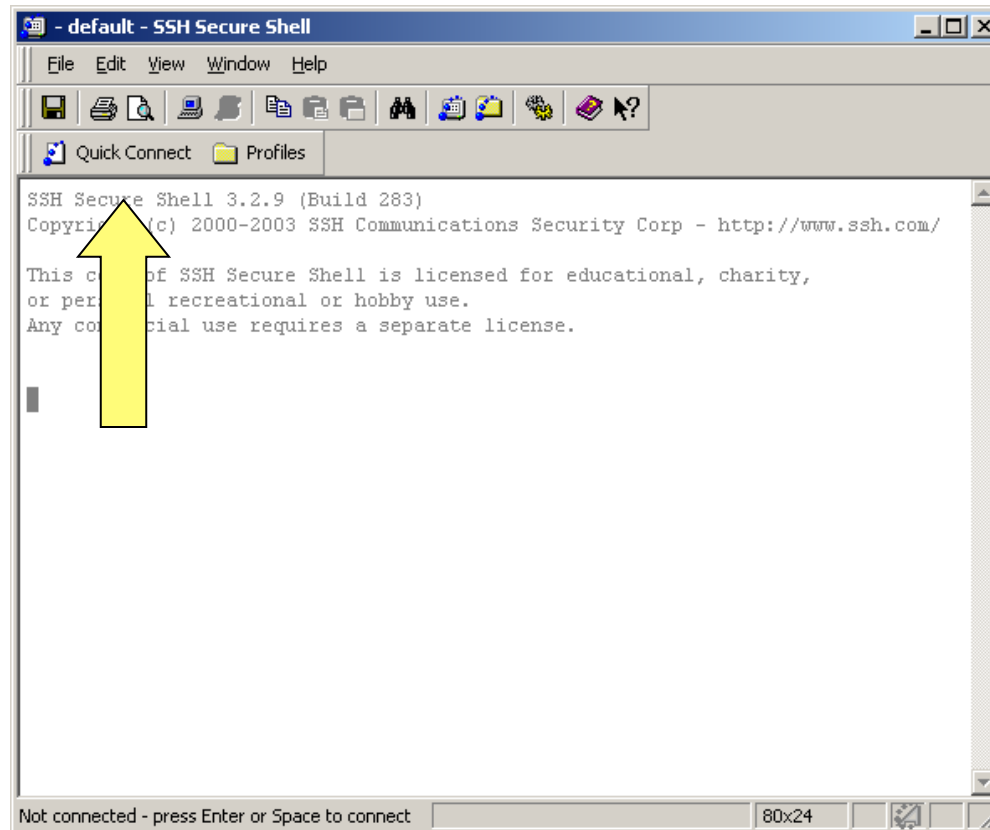 - default - SSH Secure Shell
File Edit View Window Help
Quick Connect Profiles
SSH Secure Shell 3.2.9 (Build 283)
(c) 2000-2003 SSH Communications Security Corp - http://www.ssh.com/
This of SSH Secure Shell is licensed for educational, charity,
or recreational or hobby use.
Any use requires a separate license.
Not connected - press Enter or Space to connect 80x24